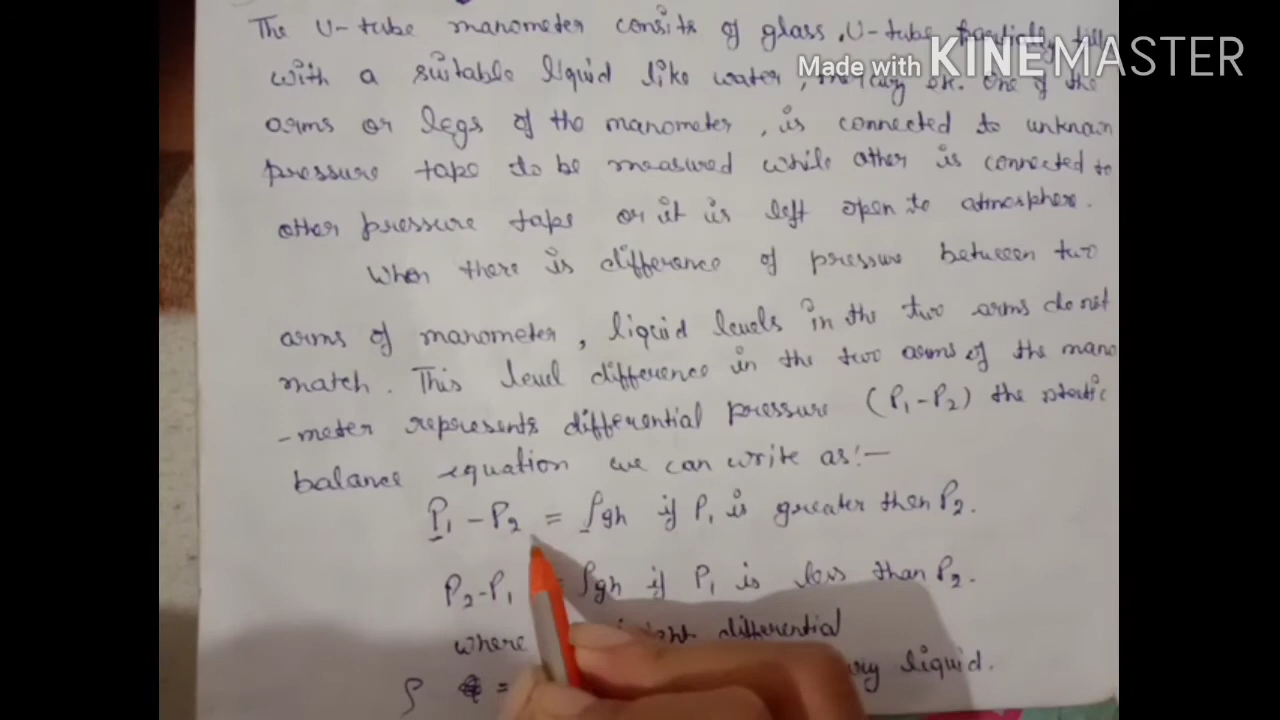 The U-tube manometer consits of glass, U-tube partially
Made with KINEMASTER
with a suitable liquid like water, mercury etc. One of the
arms or legs of the manometer, is connected to unknown
pressure tape to be measured while other is connected to
other pressure taps or it is left open to atmosphere.
When there is difference of pressure between two
arms of manometer, liquid levels in the two arms do not
match. This level difference in the two arms of the mano
-meter represents differential pressure (P₁-P₂) the static
balance equation we can write as:-
P₁ - P₂ = ρgh if P₁ is greater then P₂.
P₂-P₁ = ρgh if P₁ is less than P₂.
where differential
ρ = liquid.